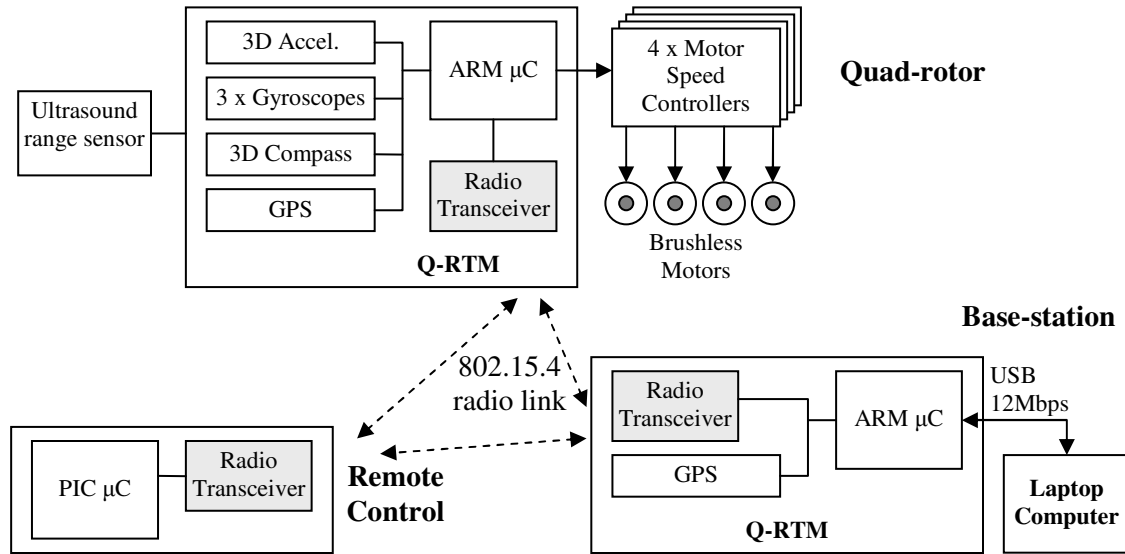 3D Accel.
3 x Gyroscopes
3D Compass
GPS
ARM μC
Radio
Transceiver
Q-RTM
Ultrasound
range sensor
4 x Motor
Speed
Controllers
Brushless
Motors
Quad-rotor
802.15.4
radio link
Base-station
Radio
Transceiver
GPS
ARM μC
Q-RTM
USB
12Mbps
Laptop
Computer
PIC μC
Radio
Transceiver
Remote
Control